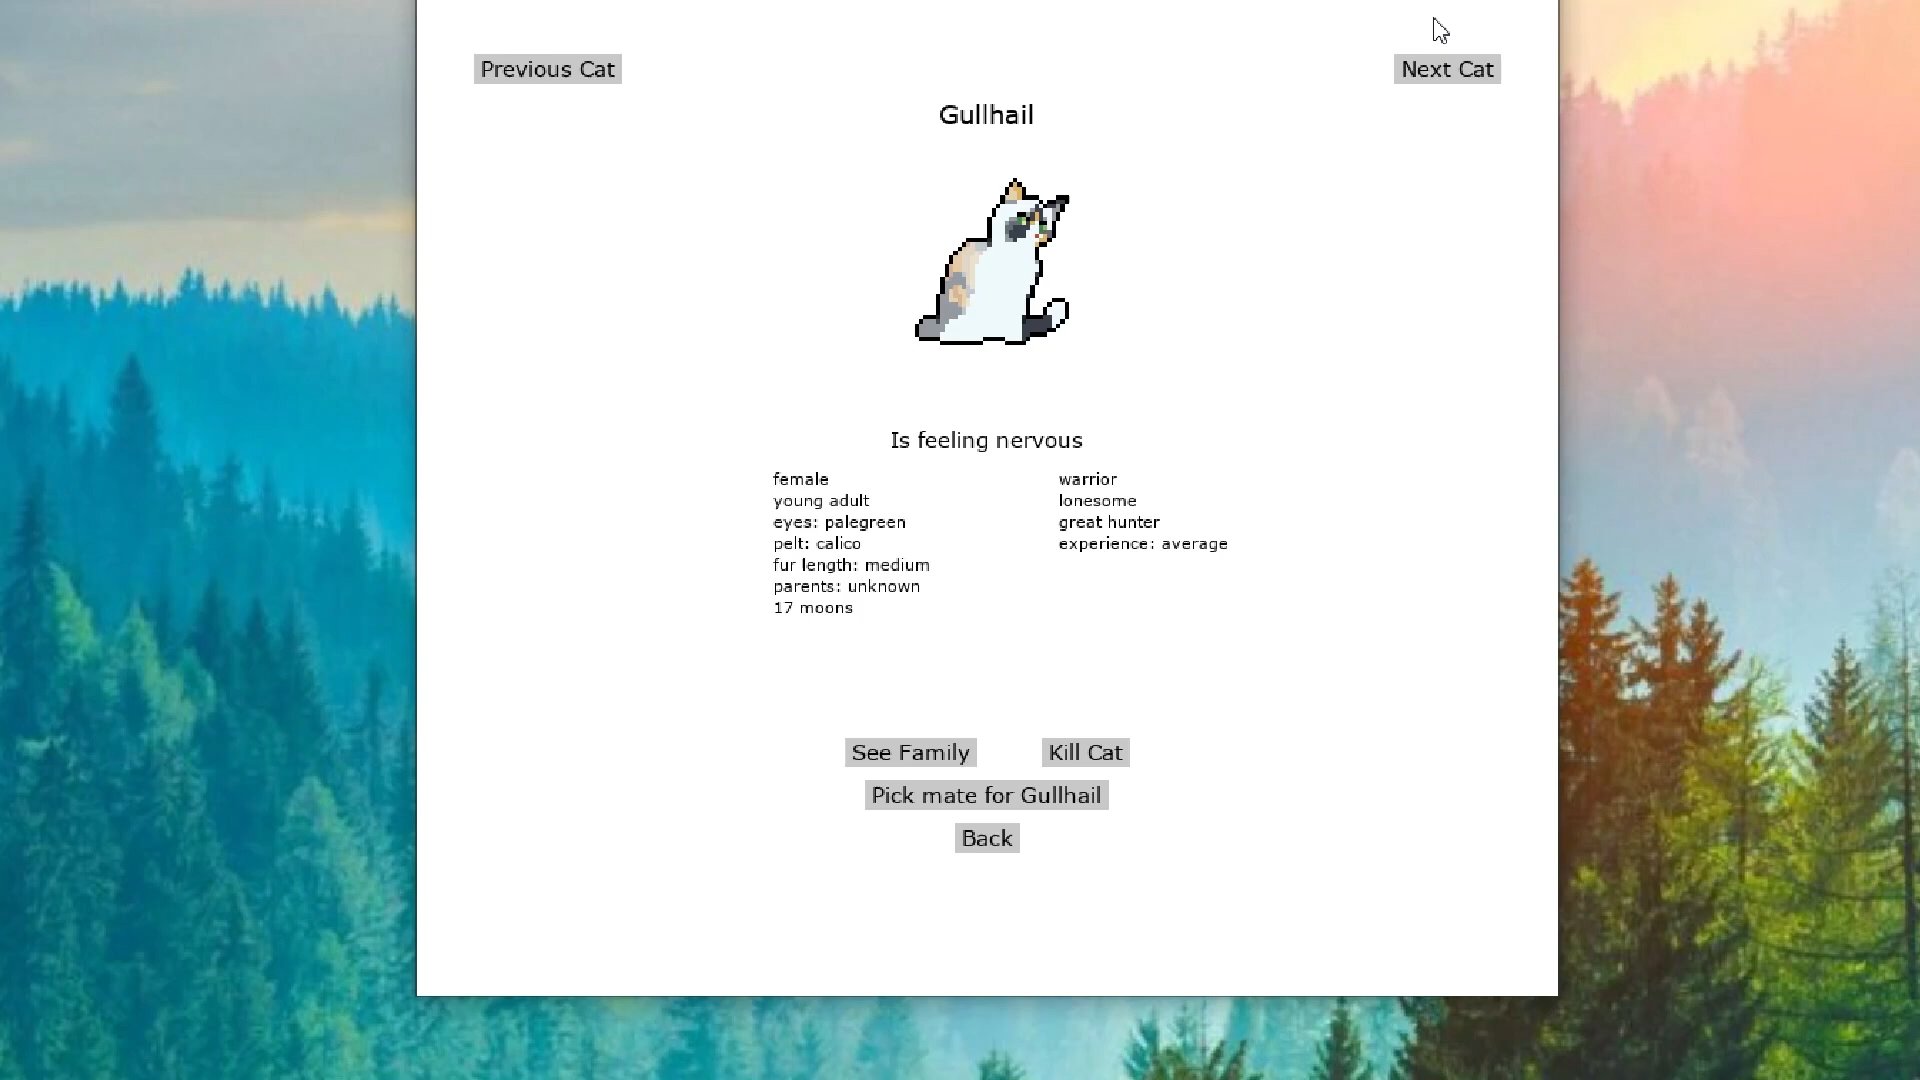 Previous Cat
Next Cat
Gullhail
Is feeling nervous
female
young adult
eyes: palegreen
pelt: calico
fur length: medium
parents: unknown
17 moons
warrior
lonesome
great hunter
experience: average
See Family
Kill Cat
Pick mate for Gullhail
Back